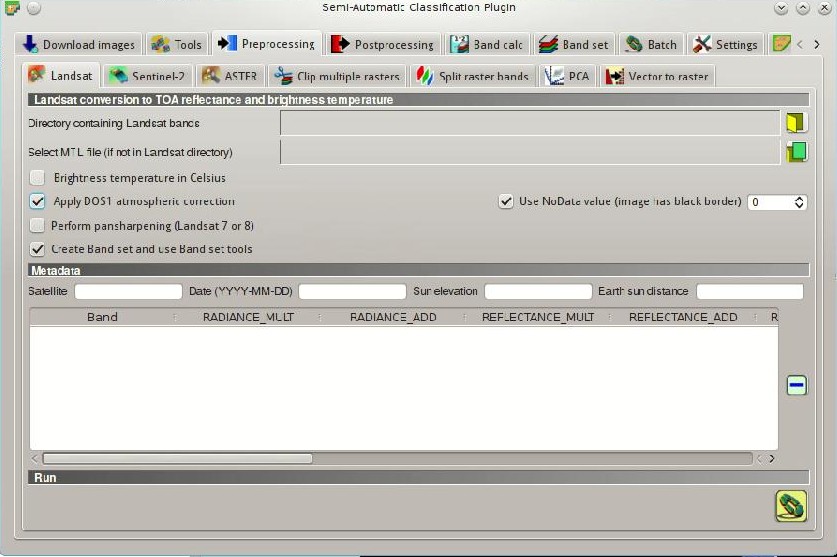 Semi-Automatic Classification Plugin
Download images Tools Preprocessing Postprocessing Band calc Band set Batch Settings
Landsat Sentinel-2 ASTER Clip multiple rasters Split raster bands PCA Vector to raster
Landsat conversion to TOA reflectance and brightness temperature
Directory containing Landsat bands
Select MTL file (if not in Landsat directory)
Brightness temperature in Celsius
Apply DOS1 atmospheric correction Use NoData value (image has black border) 0
Perform pansharpening (Landsat 7 or 8)
Create Band set and use Band set tools
Metadata
Satellite Date (YYYY-MM-DD) Sun elevation Earth sun distance
Band RADIANCE_MULT RADIANCE_ADD REFLECTANCE_MULT REFLECTANCE_ADD R
Run